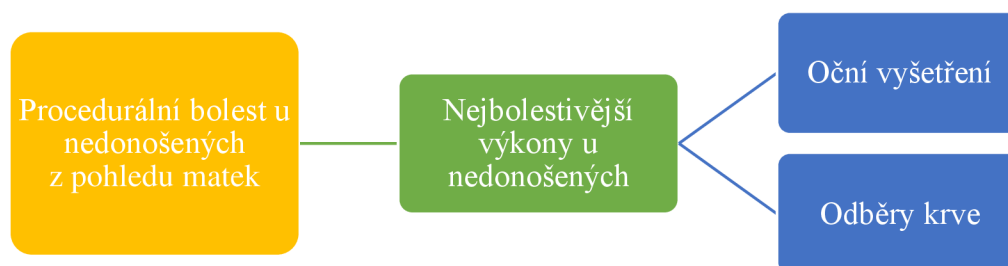 Procedurální bolest u
nedonošených
z pohledu matek
Nejbolestivější
výkony u
nedonošených
Oční vyšetření
Odběry krve